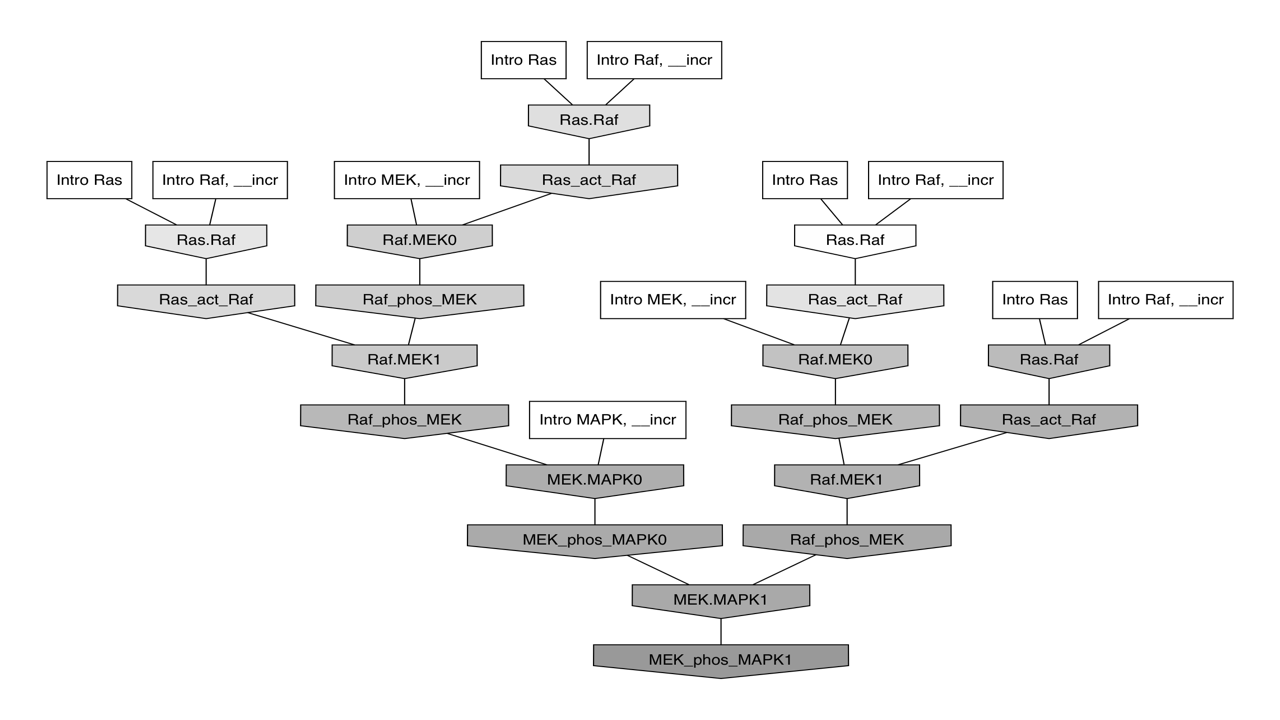 Intro Ras
Intro Raf, __incr
Ras.Raf
Intro Ras
Intro Raf, __incr
Intro MEK, __incr
Ras_act_Raf
Intro Ras
Intro Raf, __incr
Ras.Raf
Raf.MEK0
Ras.Raf
Ras_act_Raf
Raf_phos_MEK
Intro MEK, __incr
Ras_act_Raf
Intro Ras
Intro Raf, __incr
Raf.MEK1
Raf.MEK0
Ras.Raf
Raf_phos_MEK
Intro MAPK, __incr
Raf_phos_MEK
Ras_act_Raf
MEK.MAPK0
Raf.MEK1
MEK_phos_MAPK0
Raf_phos_MEK
MEK.MAPK1
MEK_phos_MAPK1